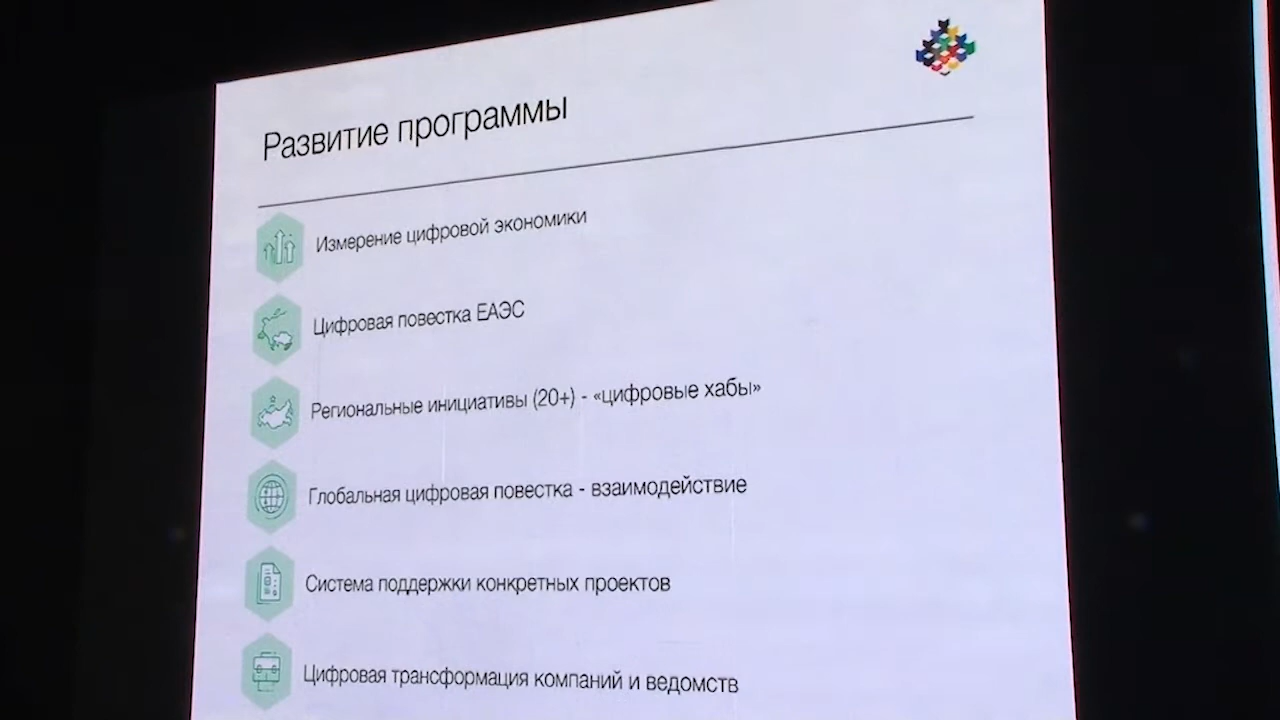 Развитие программы
Измерение цифровой экономики
Цифровая повестка ЕАЭС
Региональные инициативы (20+) - «цифровые хабы»
Глобальная цифровая повестка - взаимодействие
Система поддержки конкретных проектов
Цифровая трансформация компаний и ведомств